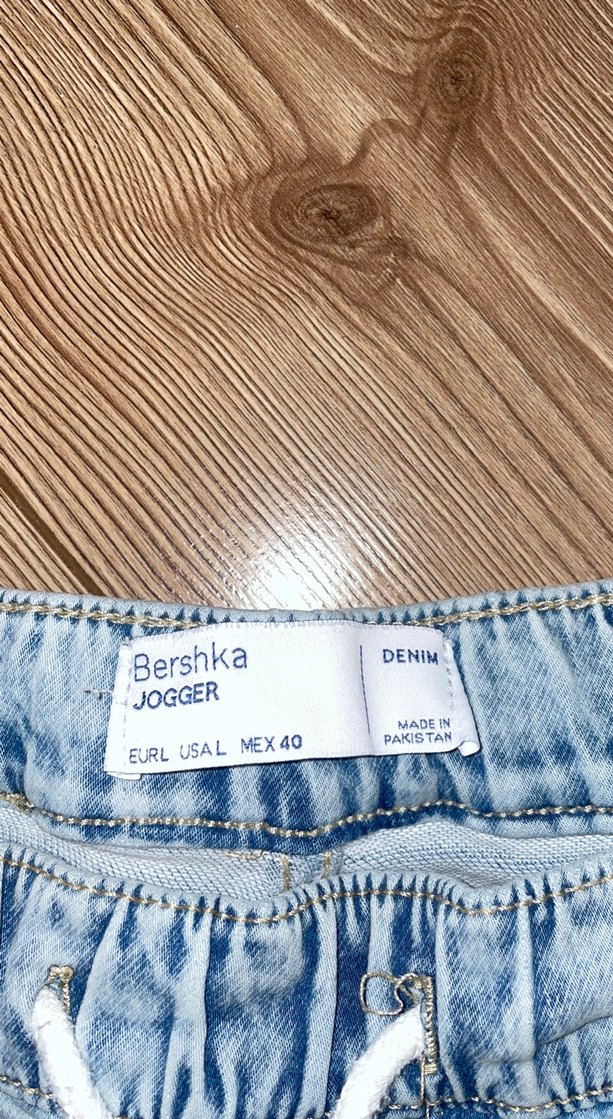 Bershka
JOGGER
EUR L USA L MEX 40
DENIM
MADE IN
PAKISTAN